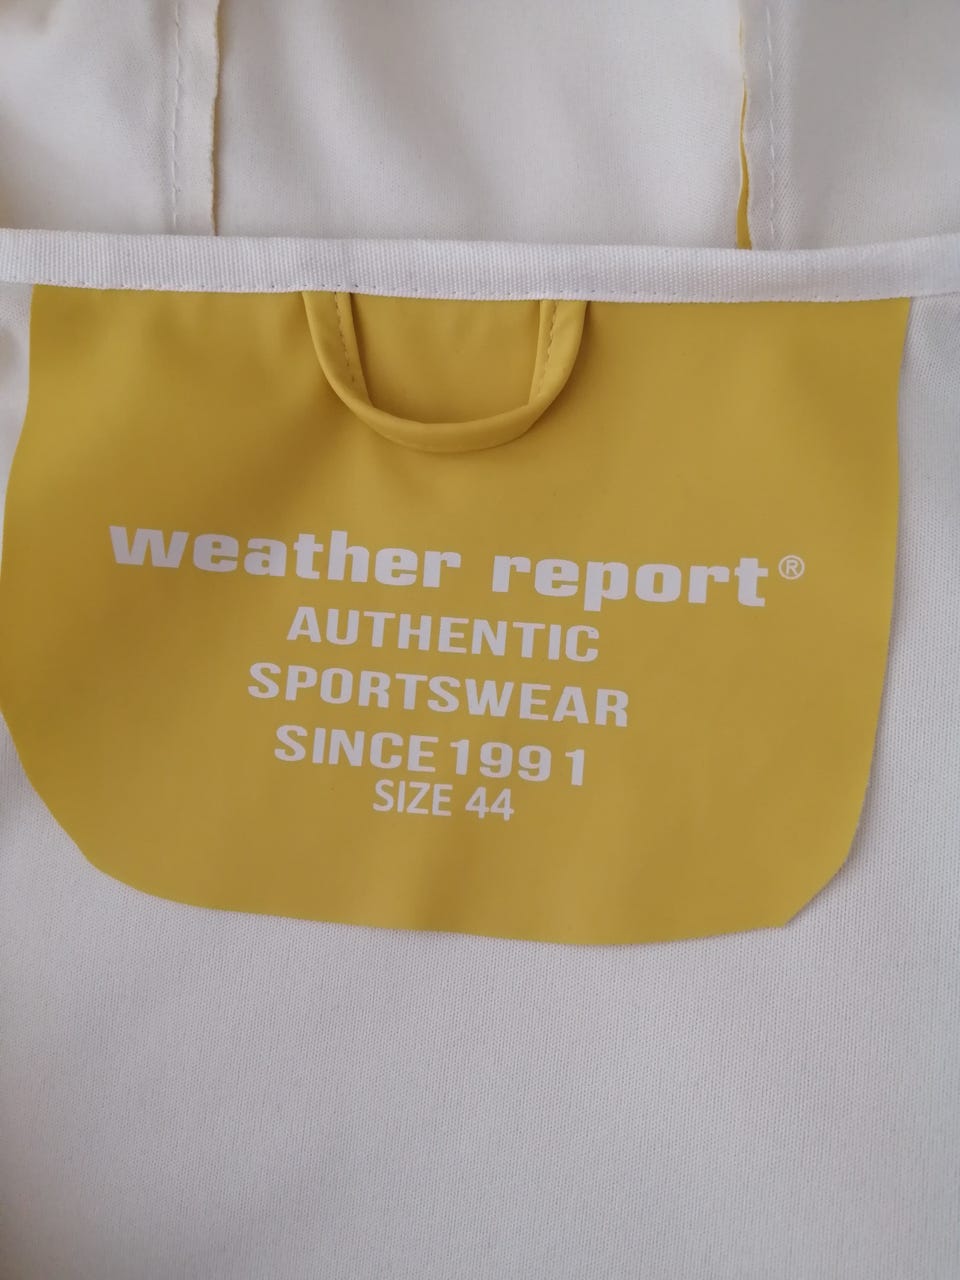 weather report®
AUTHENTIC
SPORTSWEAR
SINCE 1991
SIZE 44